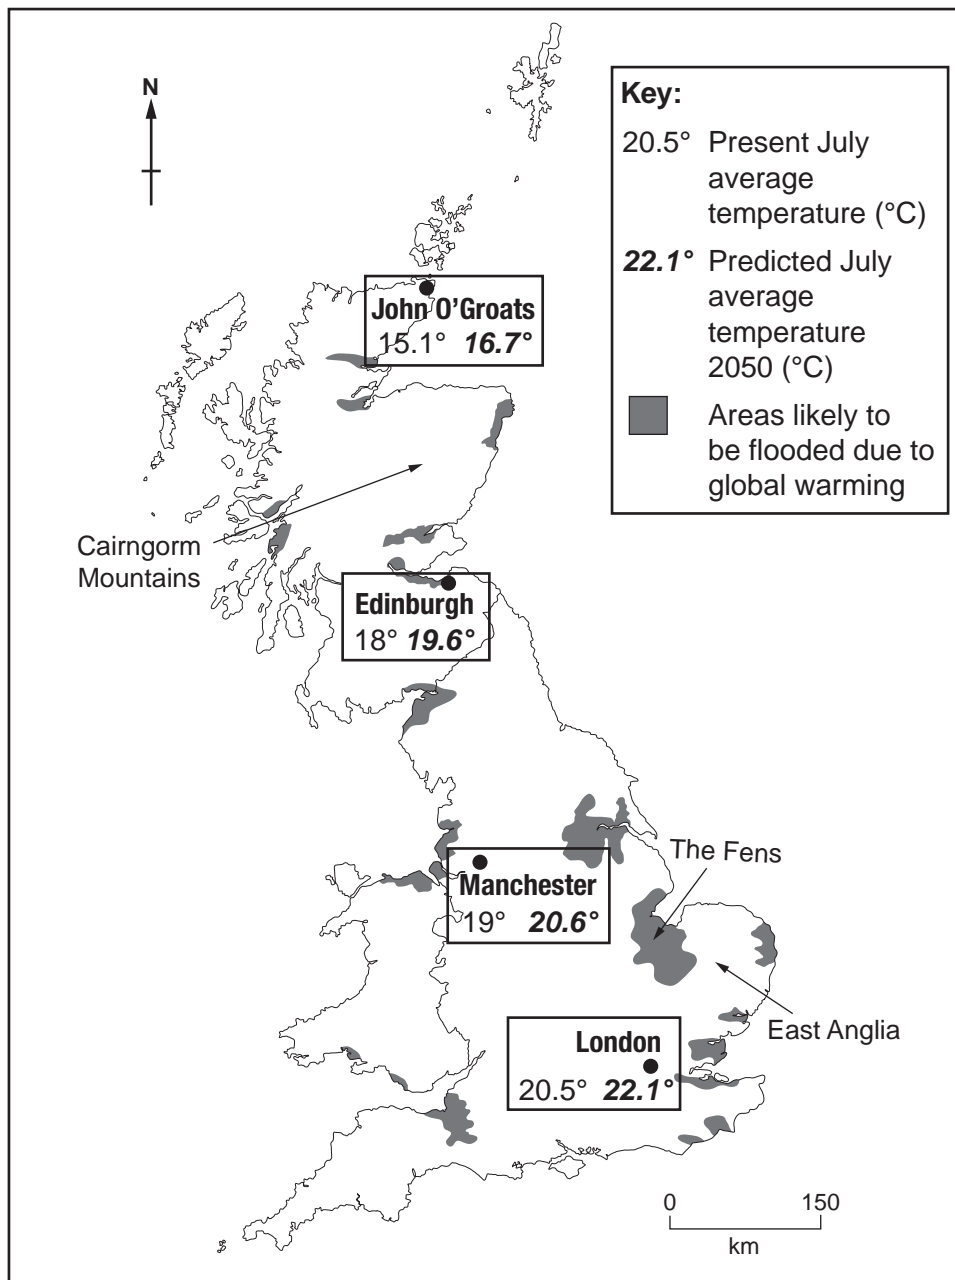 N
Key:
20.5° Present July
average
temperature (°C)
22.1° Predicted July
average
temperature
2050 (°C)
Areas likely to
be flooded due to
global warming
John O'Groats
15.1° 16.7°
Cairngorm
Mountains
Edinburgh
18° 19.6°
The Fens
Manchester
19° 20.6°
East Anglia
London
20.5° 22.1°
0 150
km